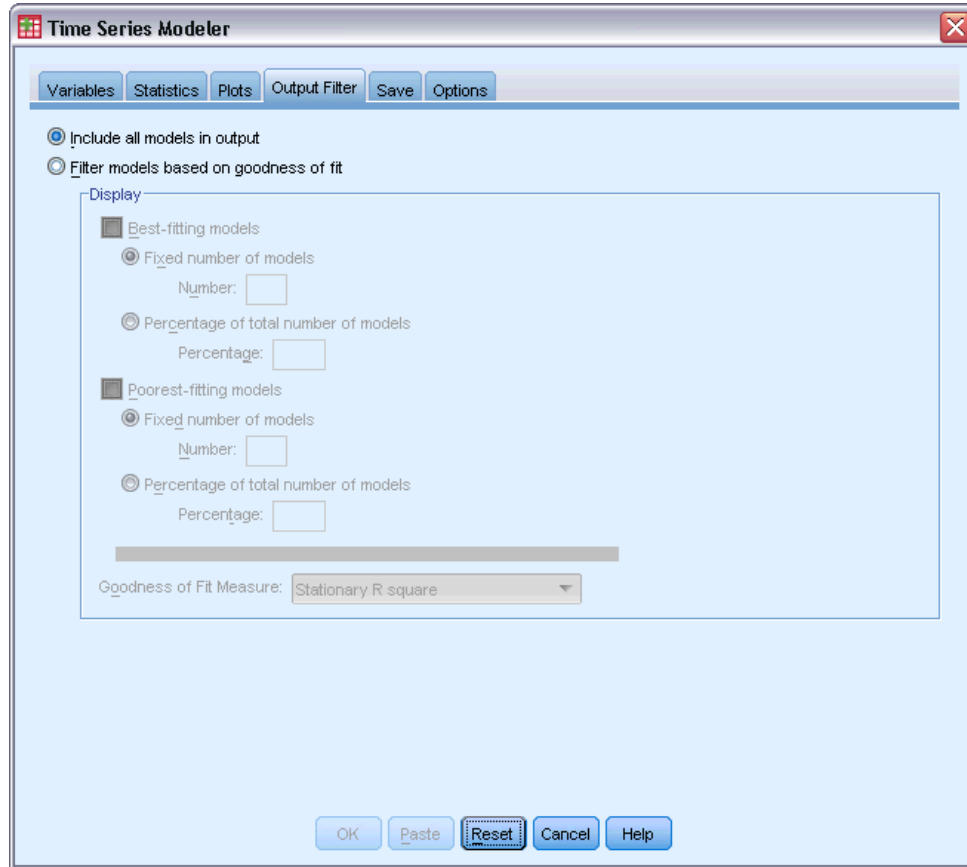 Time Series Modeler
Variables Statistics Plots Output Filter Save Options
Include all models in output
Filter models based on goodness of fit
Display
Best-fitting models
Fixed number of models
Number:
Percentage of total number of models
Percentage:
Poorest-fitting models
Fixed number of models
Number:
Percentage of total number of models
Percentage:
Goodness of Fit Measure: Stationary R square
OK Paste Reset Cancel Help